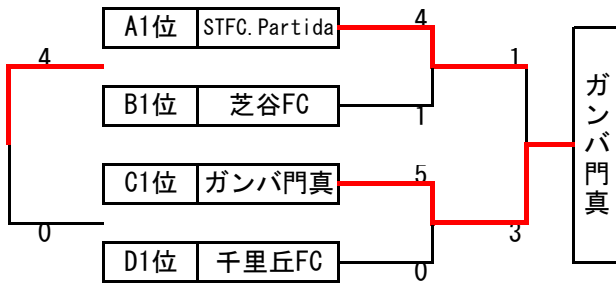 A1位 STFC.Partida 4
4 1
B1位 芝谷FC 1
C1位 ガンバ門真 5
0 3
D1位 千里丘FC 0
ガンバ門真